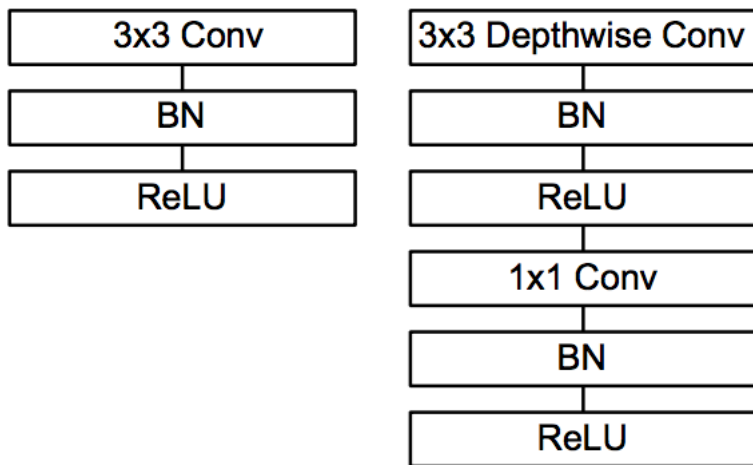 3x3 Conv
BN
ReLU
3x3 Depthwise Conv
BN
ReLU
1x1 Conv
BN
ReLU